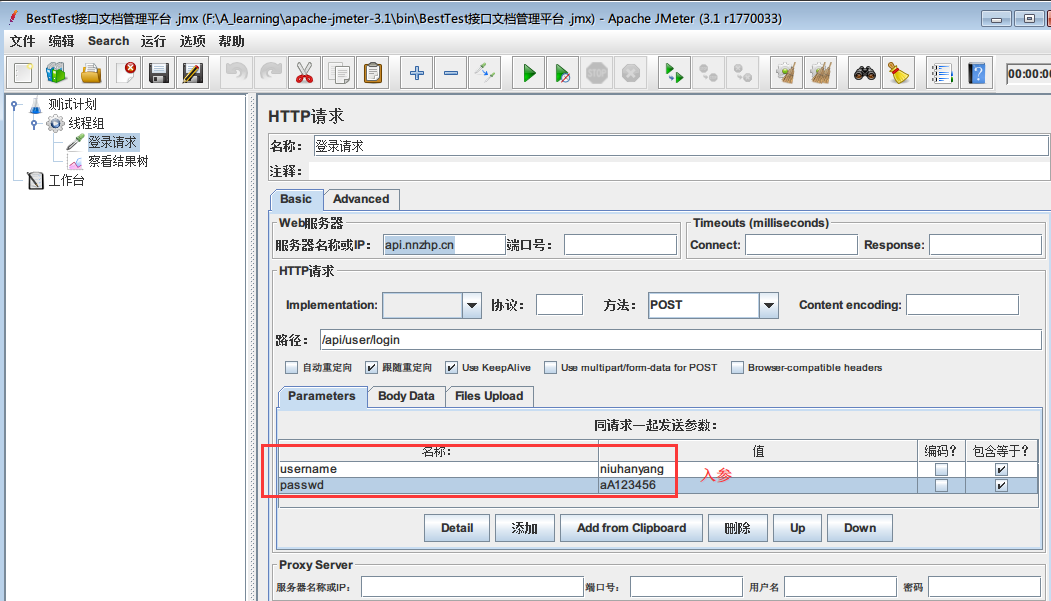 BestTest接口文档管理平台 .jmx (F:\A_learning\apache-jmeter-3.1\bin\BestTest接口文档管理平台 .jmx) - Apache JMeter (3.1 r1770033)
文件 编辑 Search 运行 选项 帮助
STOP
00:00:0
测试计划
线程组
登录请求
察看结果树
工作台
HTTP请求
名称： 登录请求
注释：
Basic Advanced
Web服务器
服务器名称或IP： api.nnzhp.cn 端口号：
Timeouts (milliseconds)
Connect: Response:
HTTP请求
Implementation: 协议： 方法： POST Content encoding:
路径： /api/user/login
自动重定向 跟随重定向 Use KeepAlive Use multipart/form-data for POST Browser-compatible headers
Parameters Body Data Files Upload
同请求一起发送参数：
名称： 值 编码? 包含等于?
username niuhanyang
passwd aA123456
入参
Detail 添加 Add from Clipboard 删除 Up Down
Proxy Server
服务器名称或IP： 端口号： 用户名 密码